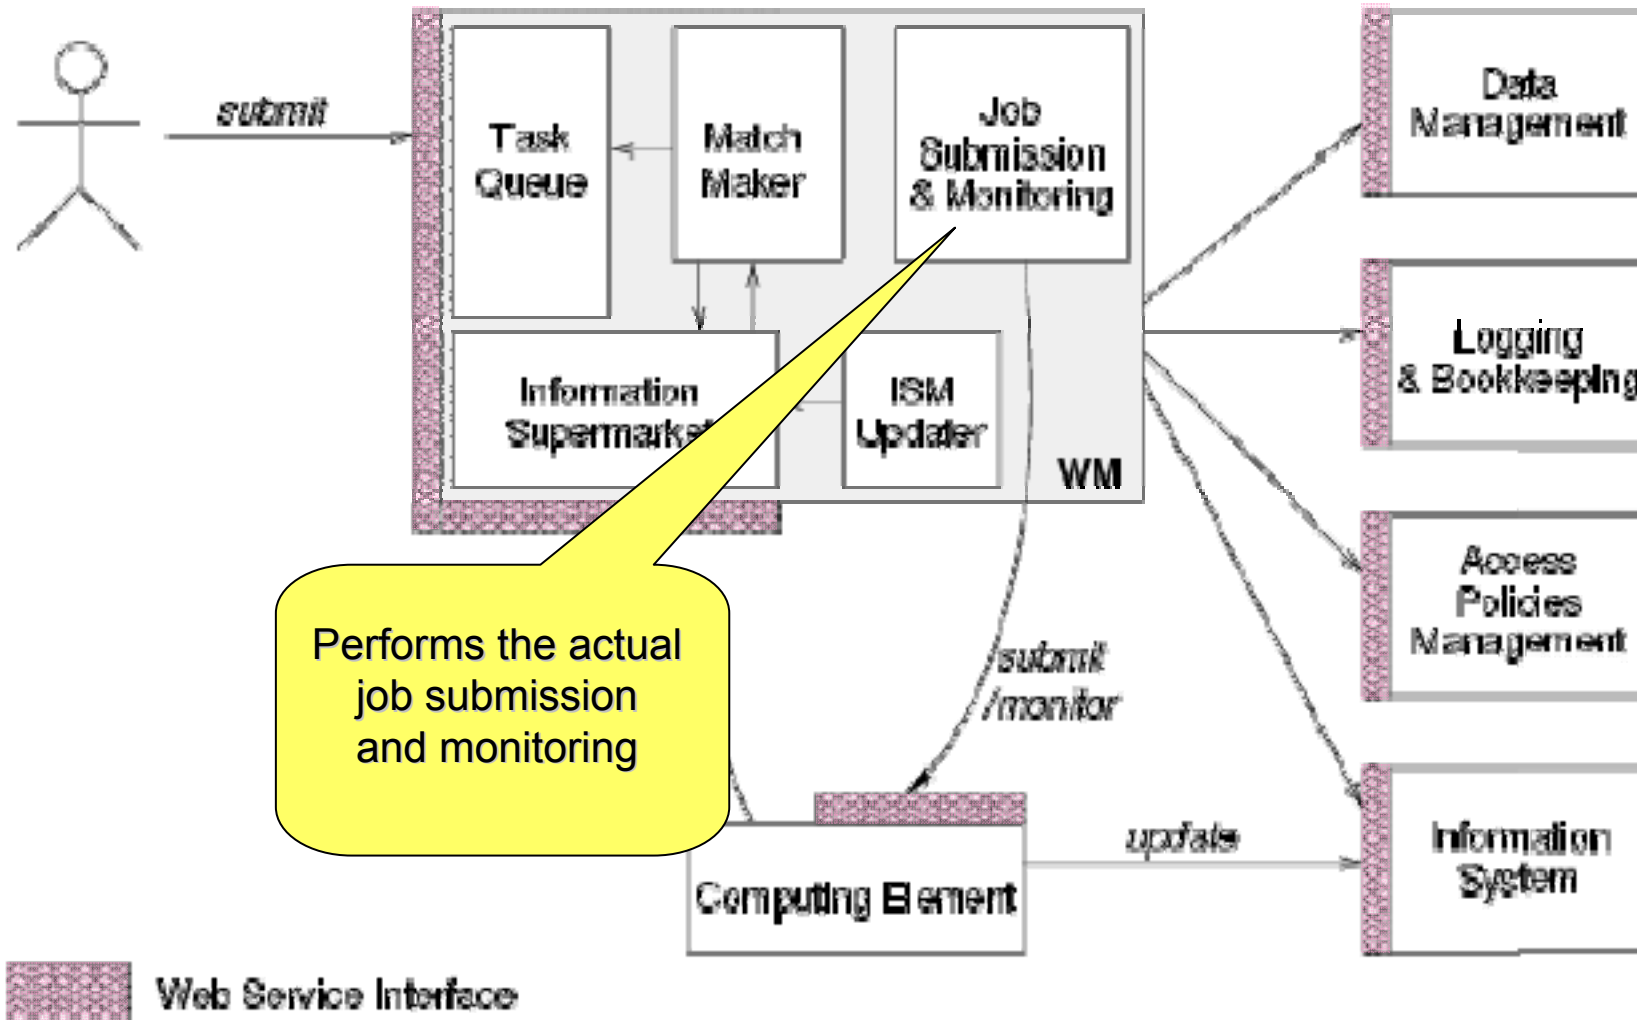 submit
Task
Queue
Match
Maker
Job
Submission
& Monitoring
Data
Management
Information
Supermarket
ISM
Updater
WM
Logging
& Bookkeeping
Access
Policies
Management
Performs the actual
job submission
and monitoring
submit
/monitor
Computing Element
update
Information
System
Web Service Interface